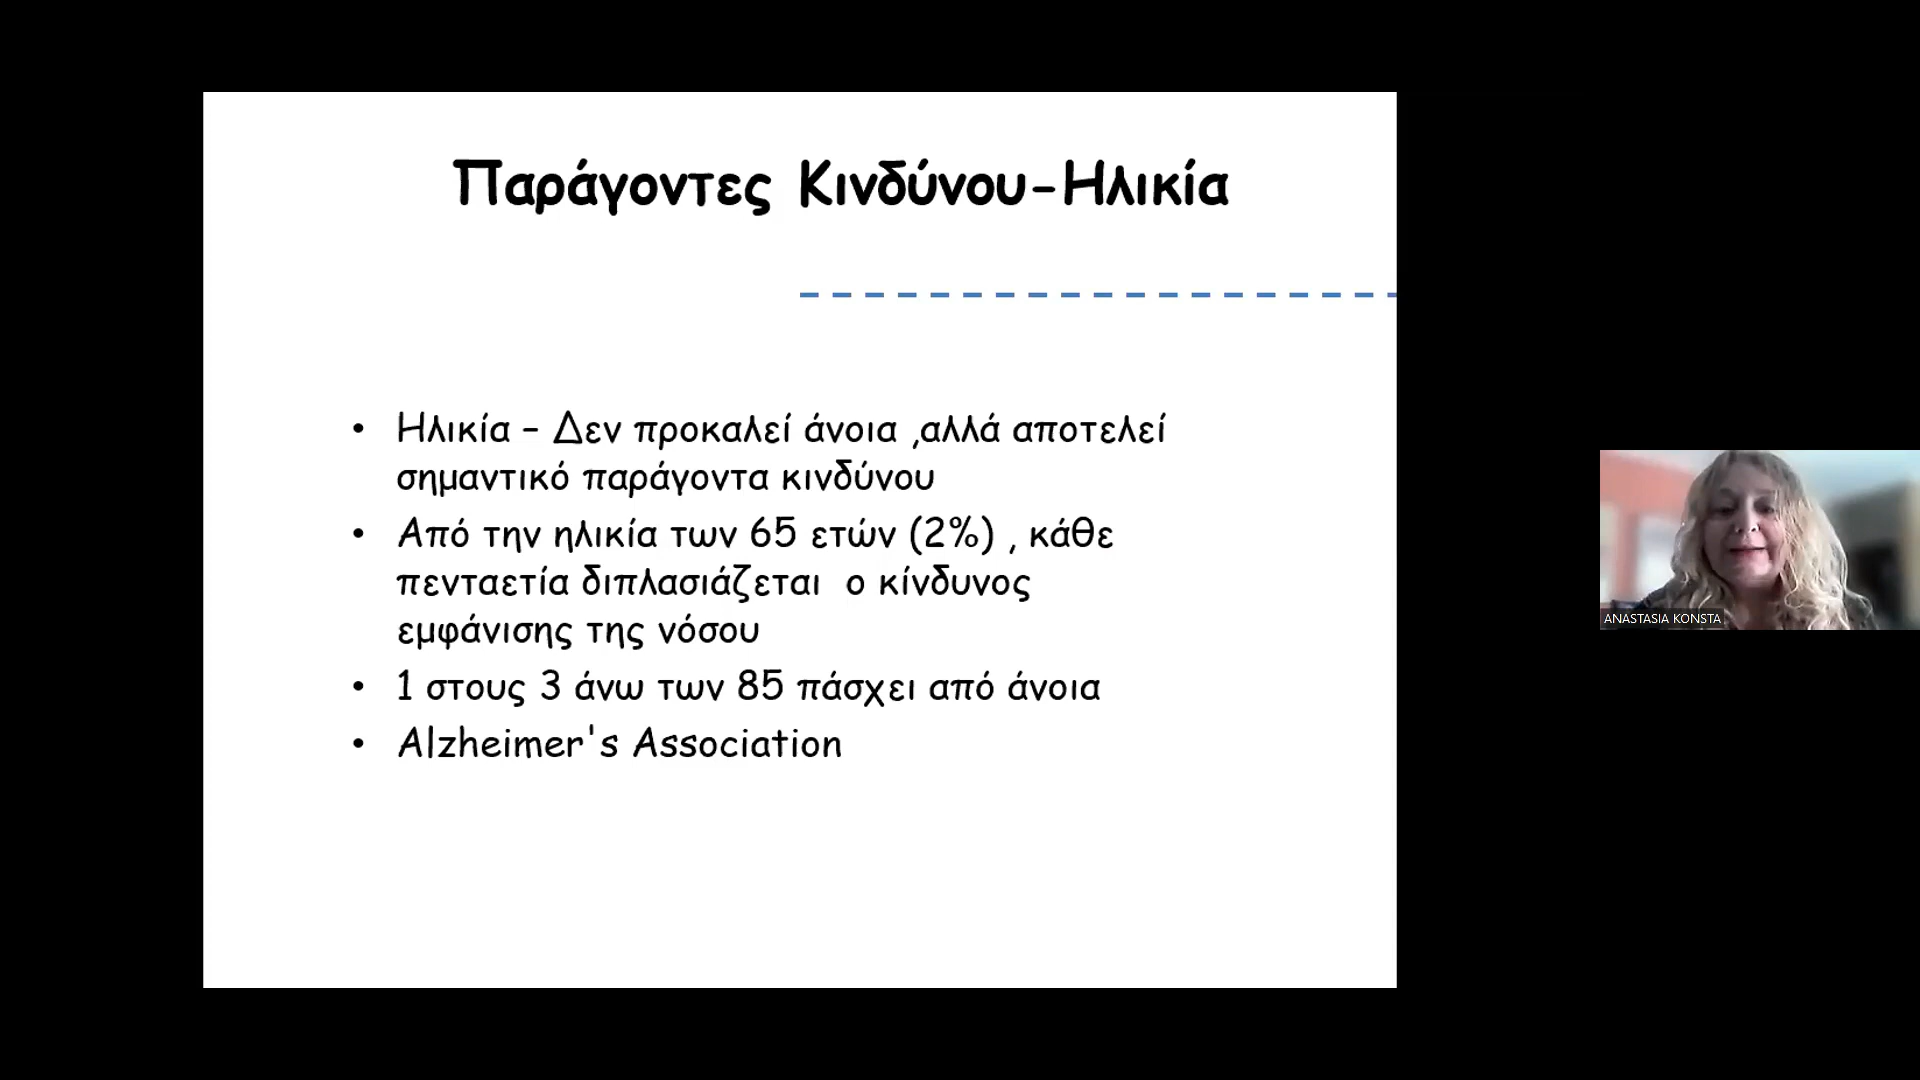 Παράγοντες Κινδύνου-Ηλικία
• Ηλικία – Δεν προκαλεί άνοια ,αλλά αποτελεί
σημαντικό παράγοντα κινδύνου
• Από την ηλικία των 65 ετών (2%) , κάθε
πενταετία διπλασιάζεται ο κίνδυνος
εμφάνισης της νόσου
• 1 στους 3 άνω των 85 πάσχει από άνοια
• Alzheimer's Association
ANASTASIA KONSTA